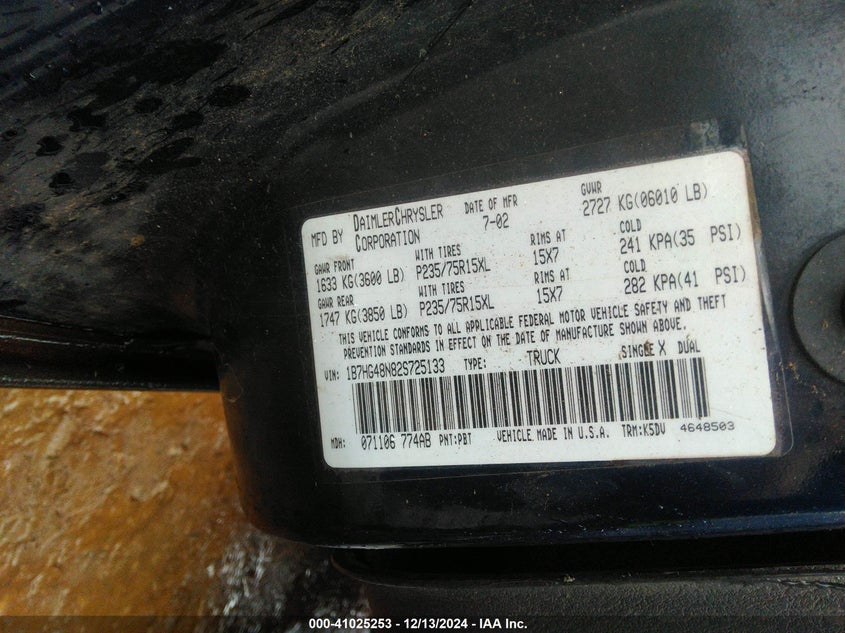 MFD BY DAIMLERCHRYSLER CORPORATION DATE OF MFR 7-02 GVWR 2727 KG(06010 LB)
GAWR FRONT WITH TIRES RIMS AT COLD
1633 KG(3600 LB) P235/75R15XL 15X7 241 KPA(35 PSI)
GAWR REAR WITH TIRES RIMS AT COLD
1747 KG(3850 LB) P235/75R15XL 15X7 282 KPA(41 PSI)
THIS VEHICLE CONFORMS TO ALL APPLICABLE FEDERAL MOTOR VEHICLE SAFETY AND THEFT
PREVENTION STANDARDS IN EFFECT ON THE DATE OF MANUFACTURE SHOWN ABOVE.
VIN: 1B7HG48N82S725133 TYPE: TRUCK SINGLE X DUAL
MDH: 071106 774AB PNT:PBT VEHICLE MADE IN U.S.A. TRM:K5DV 4648503
000-41025253 - 12/13/2024 - IAA Inc.